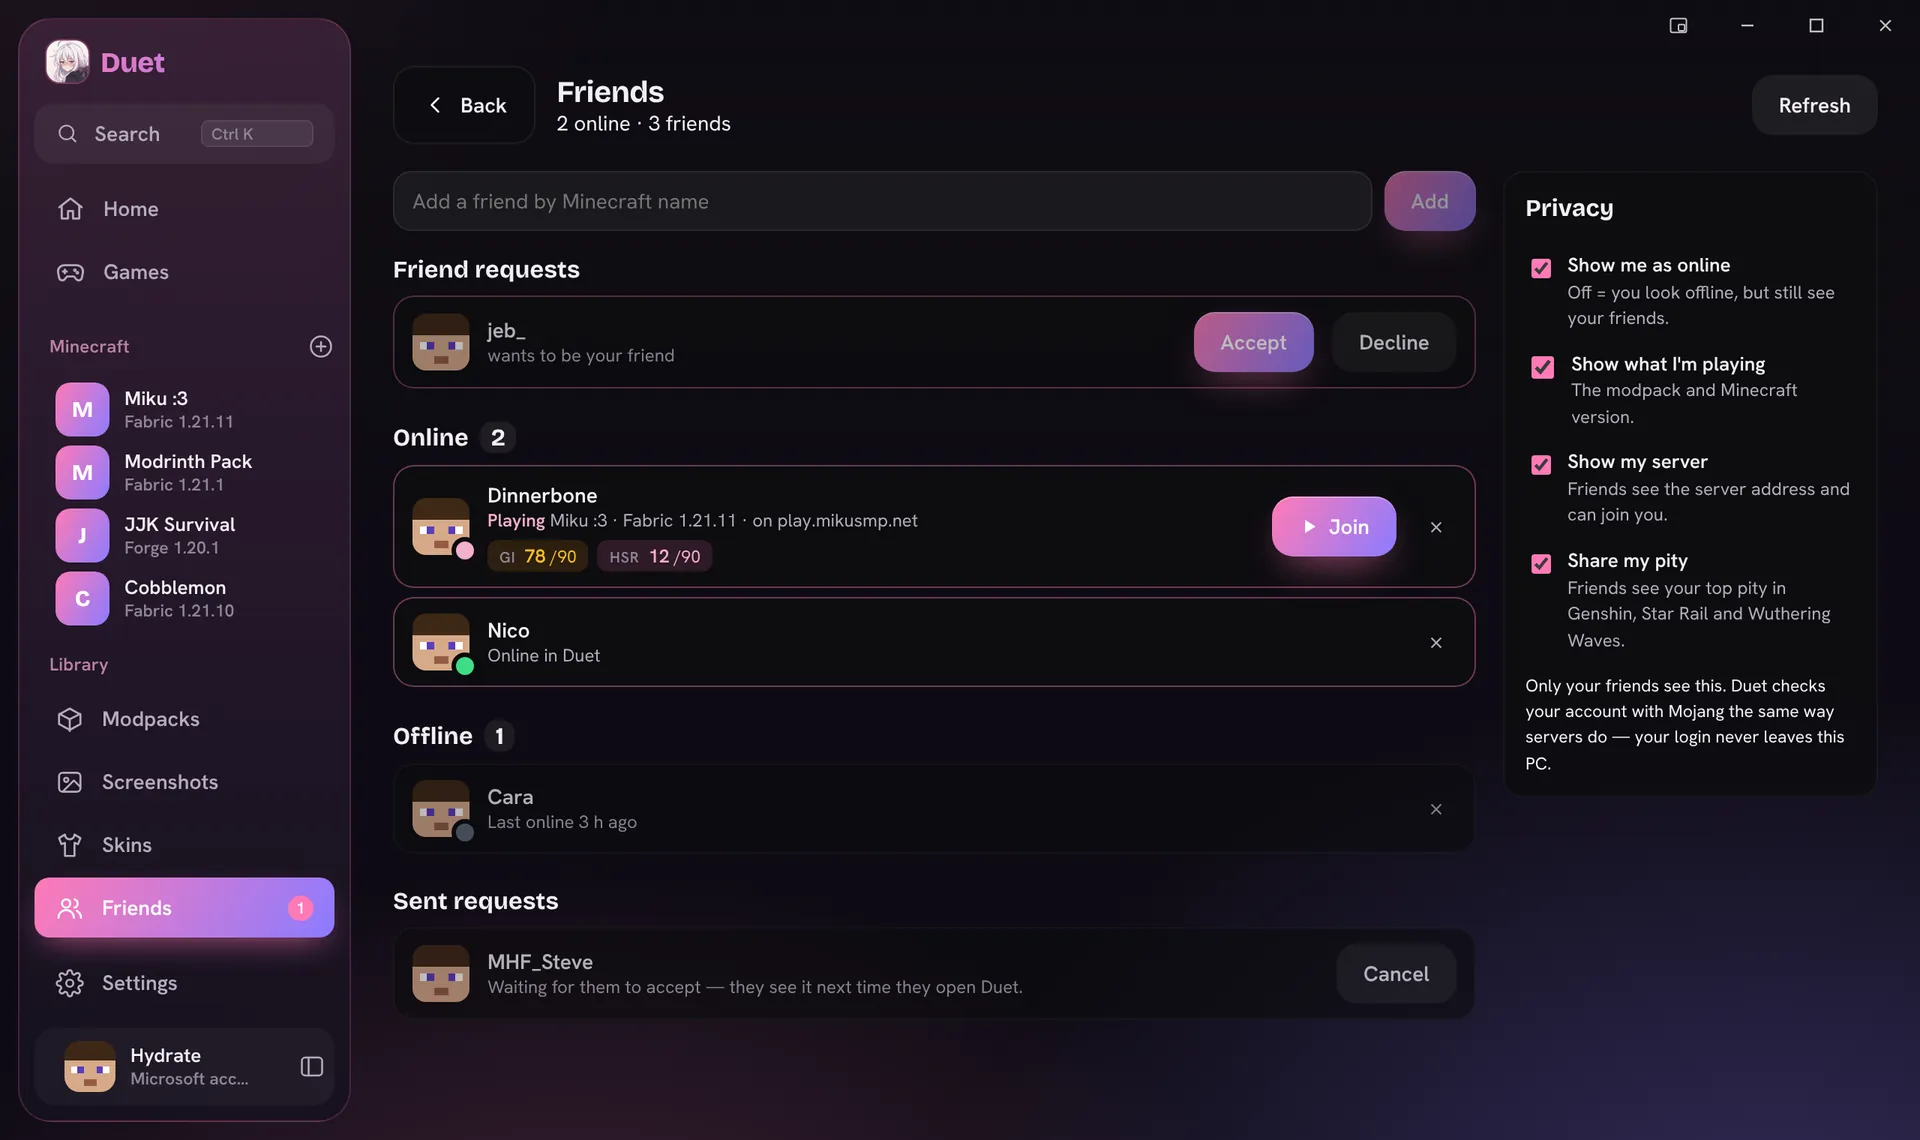 Duet
Search
Ctrl K
Home
Games
Minecraft
M
Miku :3
Fabric 1.21.11
M
Modrinth Pack
Fabric 1.21.1
J
JJK Survival
Forge 1.20.1
C
Cobblemon
Fabric 1.21.10
Library
Modpacks
Screenshots
Skins
Friends
1
Settings
Hydrate
Microsoft acc...
Back
Friends
2 online · 3 friends
Refresh
Add a friend by Minecraft name
Add
Friend requests
jeb_
wants to be your friend
Accept
Decline
Online 2
Dinnerbone
Playing Miku :3 · Fabric 1.21.11 · on play.mikusmp.net
GI 78/90
HSR 12/90
Join
Nico
Online in Duet
Offline 1
Cara
Last online 3 h ago
Sent requests
MHF_Steve
Waiting for them to accept — they see it next time they open Duet.
Cancel
Privacy
Show me as online
Off = you look offline, but still see
your friends.
Show what I'm playing
The modpack and Minecraft
version.
Show my server
Friends see the server address and
can join you.
Share my pity
Friends see your top pity in
Genshin, Star Rail and Wuthering
Waves.
Only your friends see this. Duet checks
your account with Mojang the same way
servers do — your login never leaves this
PC.